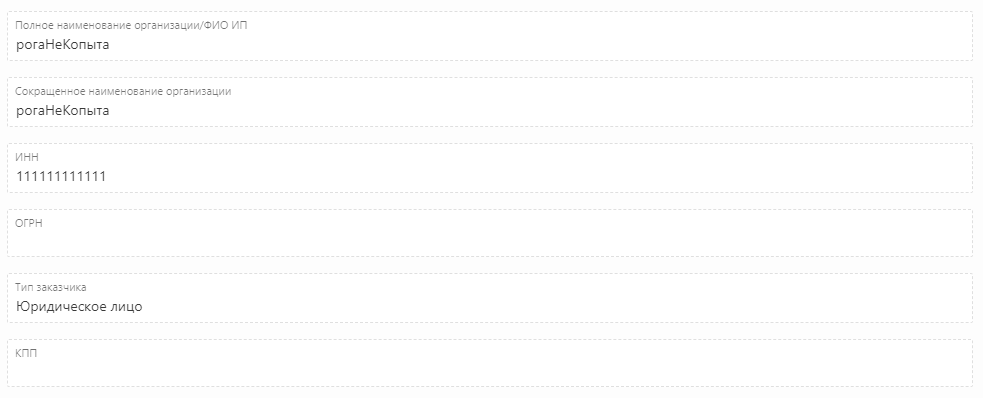 Полное наименование организации/ФИО ИП
рогаНеКопыта
Сокращенное наименование организации
рогаНеКопыта
ИНН
111111111111
ОГРН
Тип заказчика
Юридическое лицо
КПП